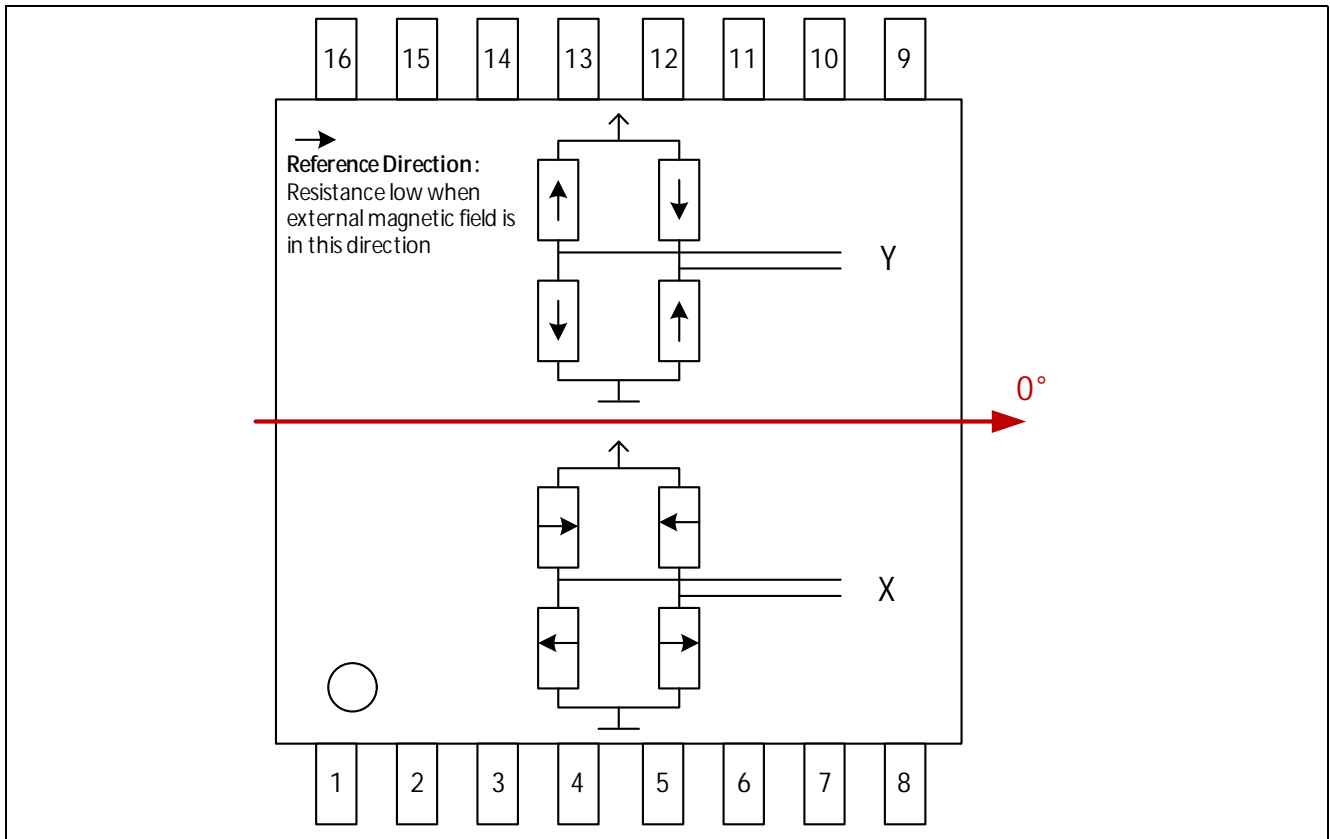 16 15 14 13 12 11 10 9
Reference Direction:
Resistance low when
external magnetic field is
in this direction
Y
0°
X
1 2 3 4 5 6 7 8